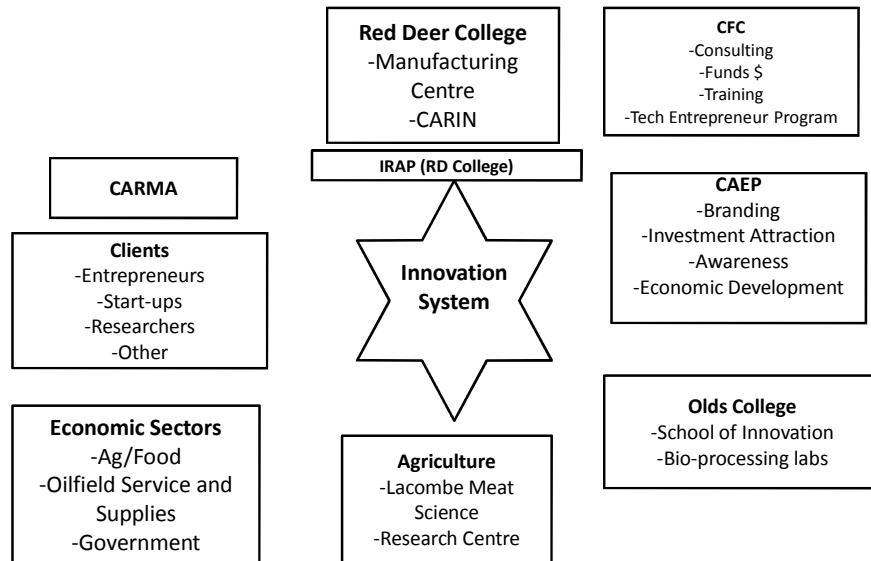 Red Deer College
-Manufacturing
Centre
-CARIN
IRAP (RD College)
CFC
-Consulting
-Funds $
-Training
-Tech Entrepreneur Program
CARMA
CAEP
-Branding
-Investment Attraction
-Awareness
-Economic Development
Clients
-Entrepreneurs
-Start-ups
-Researchers
-Other
Innovation
System
Olds College
-School of Innovation
-Bio-processing labs
Economic Sectors
-Ag/Food
-Oilfield Service and
Supplies
-Government
Agriculture
-Lacombe Meat
Science
-Research Centre